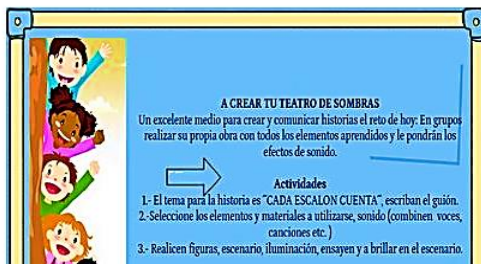 A CREAR TU TEATRO DE SOMBRAS
Un excelente medio para crear y comunicar historias el reto de hoy: En grupos
realizar su propia obra con todos los elementos aprendidos y le pondrán los
efectos de sonido.
Actividades
1.- El tema para la historia es ¨CADA ESCALON CUENTA¨, escriban el guión.
2.-Seleccione los elementos y materiales a utilizarse, sonido (combinen voces,
canciones etc. )
3.- Realicen figuras, escenario, iluminación, ensayen y a brillar en el escenario.